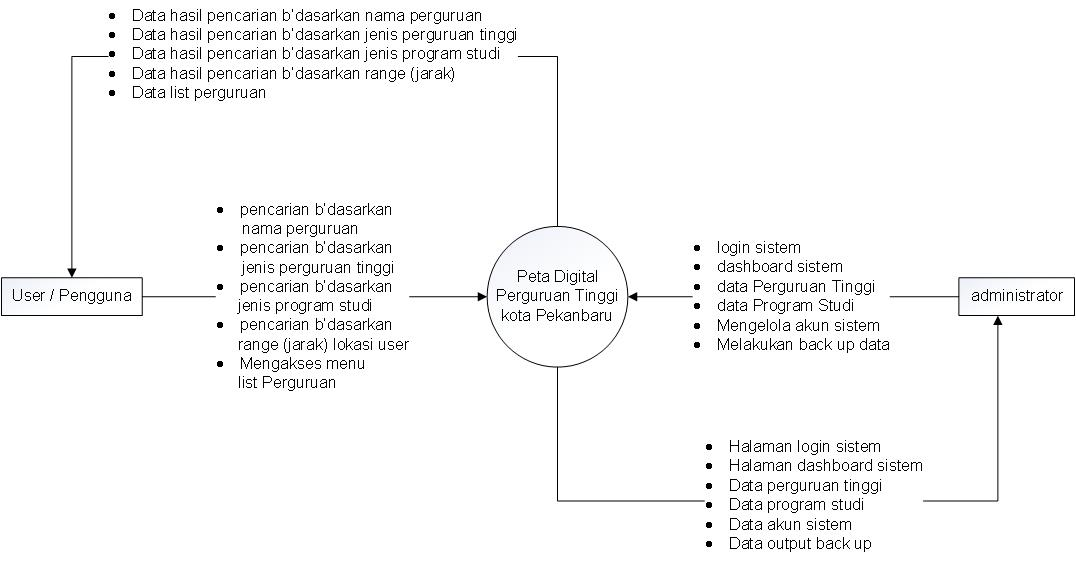 • Data hasil pencarian b'dasarkan nama perguruan
• Data hasil pencarian b'dasarkan jenis perguruan tinggi
• Data hasil pencarian b'dasarkan jenis program studi
• Data hasil pencarian b'dasarkan range (jarak)
• Data list perguruan
User / Pengguna
• pencarian b'dasarkan
nama perguruan
• pencarian b'dasarkan
jenis perguruan tinggi
• pencarian b'dasarkan
jenis program studi
• pencarian b'dasarkan
range (jarak) lokasi user
• Mengakses menu
list Perguruan
Peta Digital
Perguruan Tinggi
kota Pekanbaru
• login sistem
• dashboard sistem
• data Perguruan Tinggi
• data Program Studi
• Mengelola akun sistem
• Melakukan back up data
administrator
• Halaman login sistem
• Halaman dashboard sistem
• Data perguruan tinggi
• Data program studi
• Data akun sistem
• Data output back up